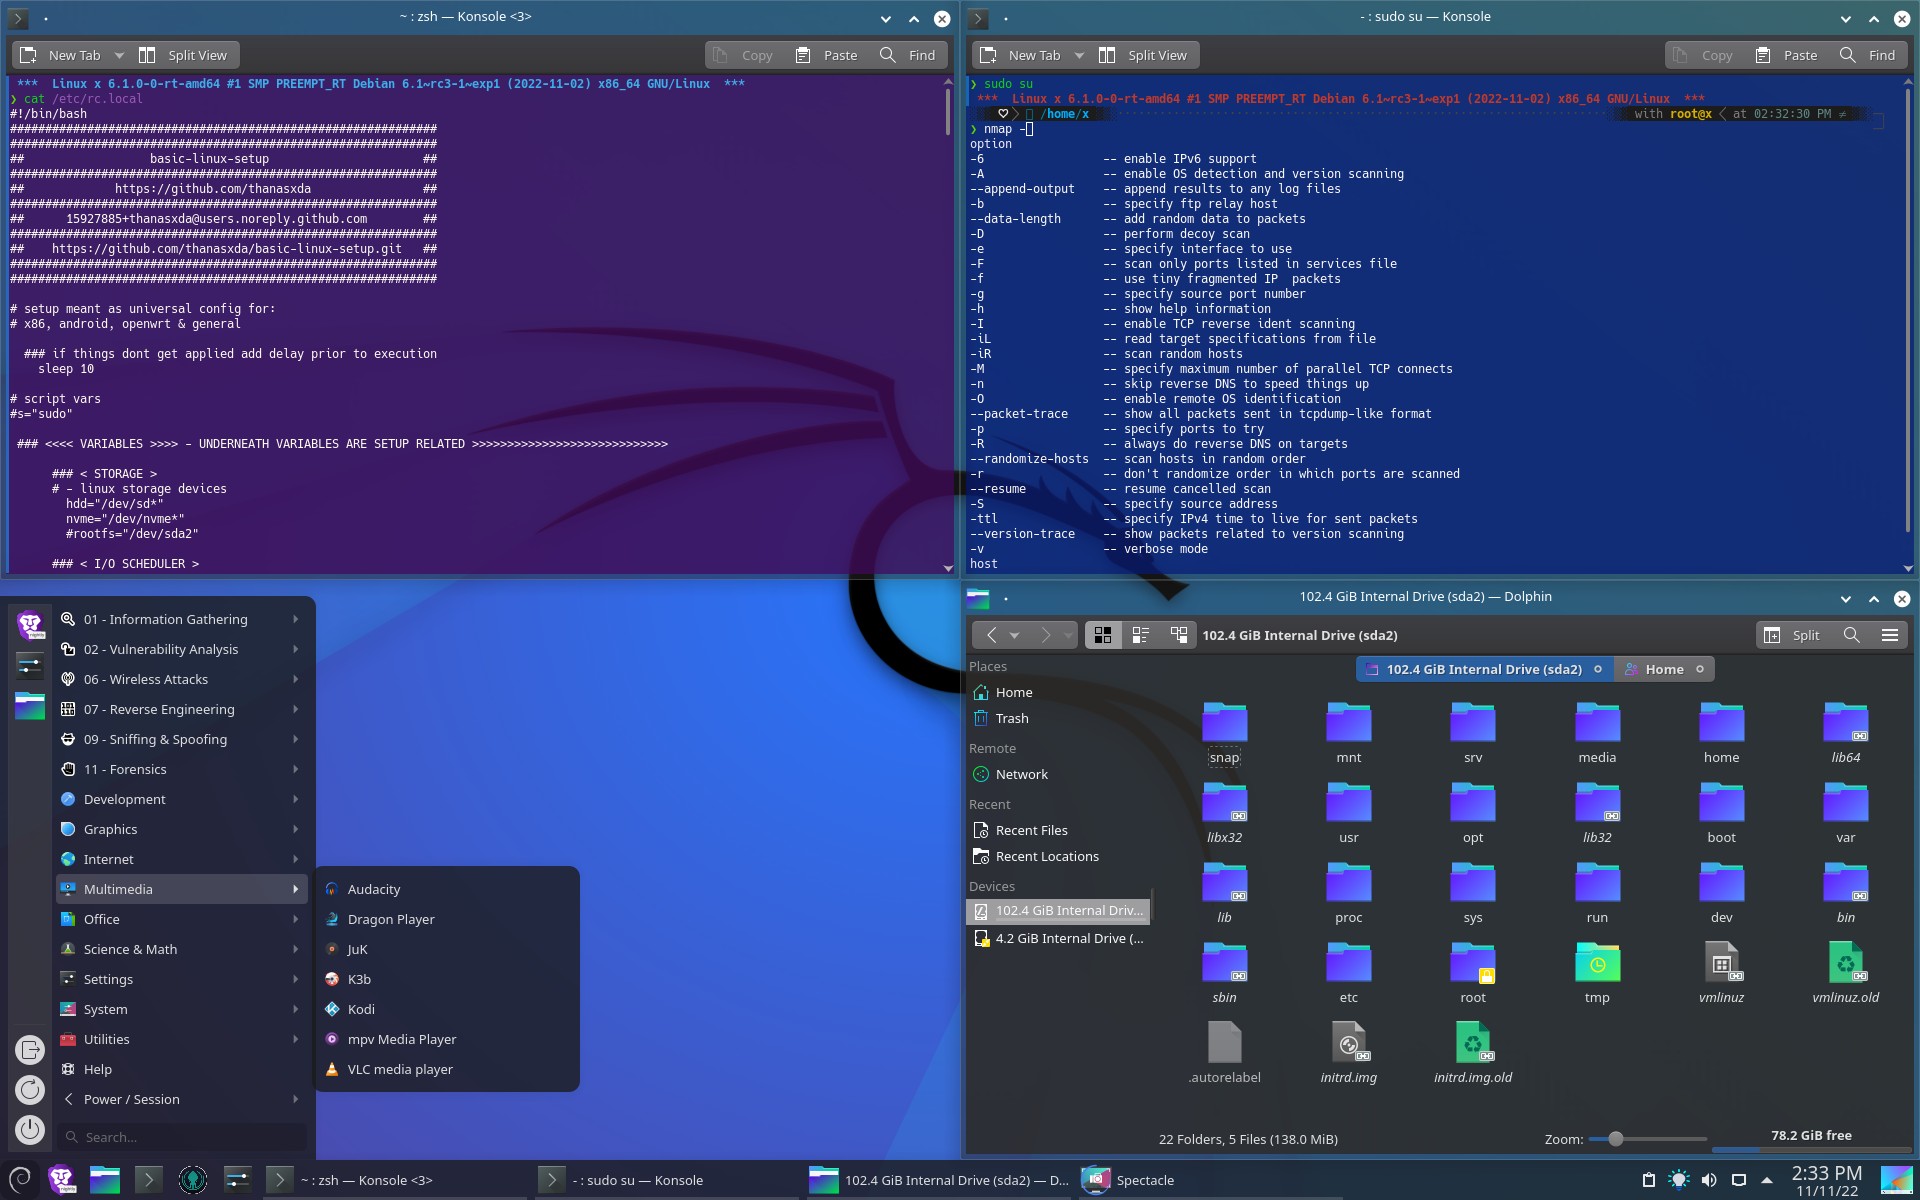 ~ : zsh — Konsole <3>
New Tab
Split View
Copy
Paste
Find
*** Linux x 6.1.0-0-rt-amd64 #1 SMP PREEMPT_RT Debian 6.1~rc3-1~exp1 (2022-11-02) x86_64 GNU/Linux ***
❯ cat /etc/rc.local
#!/bin/bash
#############################################################
#############################################################
## basic-linux-setup ##
#############################################################
## https://github.com/thanasxda ##
#############################################################
## 15927885+thanasxda@users.noreply.github.com ##
#############################################################
## https://github.com/thanasxda/basic-linux-setup.git ##
#############################################################
#############################################################
# setup meant as universal config for:
# x86, android, openwrt & general
### if things dont get applied add delay prior to execution
sleep 10
# script vars
#s="sudo"
### <<<< VARIABLES >>>> - UNDERNEATH VARIABLES ARE SETUP RELATED >>>>>>>>>>>>>>>>>>>>>>>>>>>>
### < STORAGE >
# - linux storage devices
hdd="/dev/sd*"
nvme="/dev/nvme*"
#rootfs="/dev/sda2"
### < I/O SCHEDULER >
- : sudo su — Konsole
New Tab
Split View
Copy
Paste
Find
❯ sudo su
*** Linux x 6.1.0-0-rt-amd64 #1 SMP PREEMPT_RT Debian 6.1~rc3-1~exp1 (2022-11-02) x86_64 GNU/Linux ***
/home/x with root@x at 02:32:30 PM
❯ nmap -
option
-6 -- enable IPv6 support
-A -- enable OS detection and version scanning
--append-output -- append results to any log files
-b -- specify ftp relay host
--data-length -- add random data to packets
-D -- perform decoy scan
-e -- specify interface to use
-F -- scan only ports listed in services file
-f -- use tiny fragmented IP packets
-g -- specify source port number
-h -- show help information
-I -- enable TCP reverse ident scanning
-iL -- read target specifications from file
-iR -- scan random hosts
-M -- specify maximum number of parallel TCP connects
-n -- skip reverse DNS to speed things up
-O -- enable remote OS identification
--packet-trace -- show all packets sent in tcpdump-like format
-p -- specify ports to try
-R -- always do reverse DNS on targets
--randomize-hosts -- scan hosts in random order
-r -- don't randomize order in which ports are scanned
--resume -- resume cancelled scan
-S -- specify source address
-ttl -- specify IPv4 time to live for sent packets
--version-trace -- show packets related to version scanning
-v -- verbose mode
host
01 - Information Gathering
02 - Vulnerability Analysis
06 - Wireless Attacks
07 - Reverse Engineering
09 - Sniffing & Spoofing
11 - Forensics
Development
Graphics
Internet
Multimedia
Office
Science & Math
Settings
System
Utilities
Help
Power / Session
Search...
Audacity
Dragon Player
JuK
K3b
Kodi
mpv Media Player
VLC media player
102.4 GiB Internal Drive (sda2) — Dolphin
102.4 GiB Internal Drive (sda2)
Split
Places
Home
Trash
Remote
Network
Recent
Recent Files
Recent Locations
Devices
102.4 GiB Internal Driv...
4.2 GiB Internal Drive (...
102.4 GiB Internal Drive (sda2)
Home
snap mnt srv media home lib64
libx32 usr opt lib32 boot var
lib proc sys run dev bin
sbin etc root tmp vmlinuz vmlinuz.old
.autorelabel initrd.img initrd.img.old
22 Folders, 5 Files (138.0 MiB)
Zoom:
78.2 GiB free
~ : zsh — Konsole <3>
- : sudo su — Konsole
102.4 GiB Internal Drive (sda2) — D...
Spectacle
2:33 PM
11/11/22